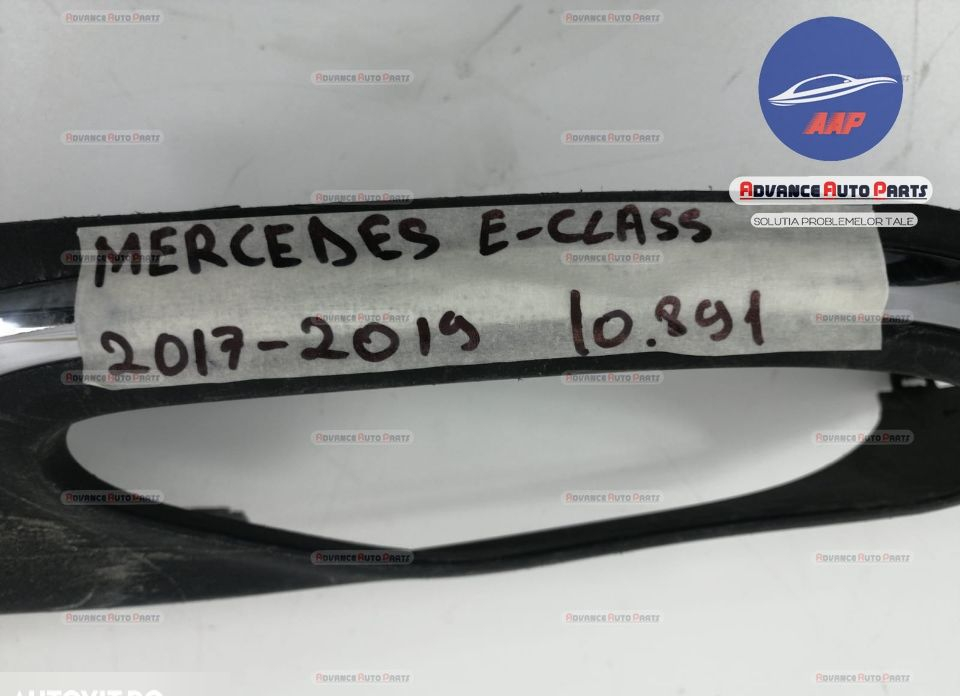 AAP
ADVANCE AUTO PARTS
SOLUTIA PROBLEMELOR TALE
MERCEDES E-CLASS
2017-2019 10.891